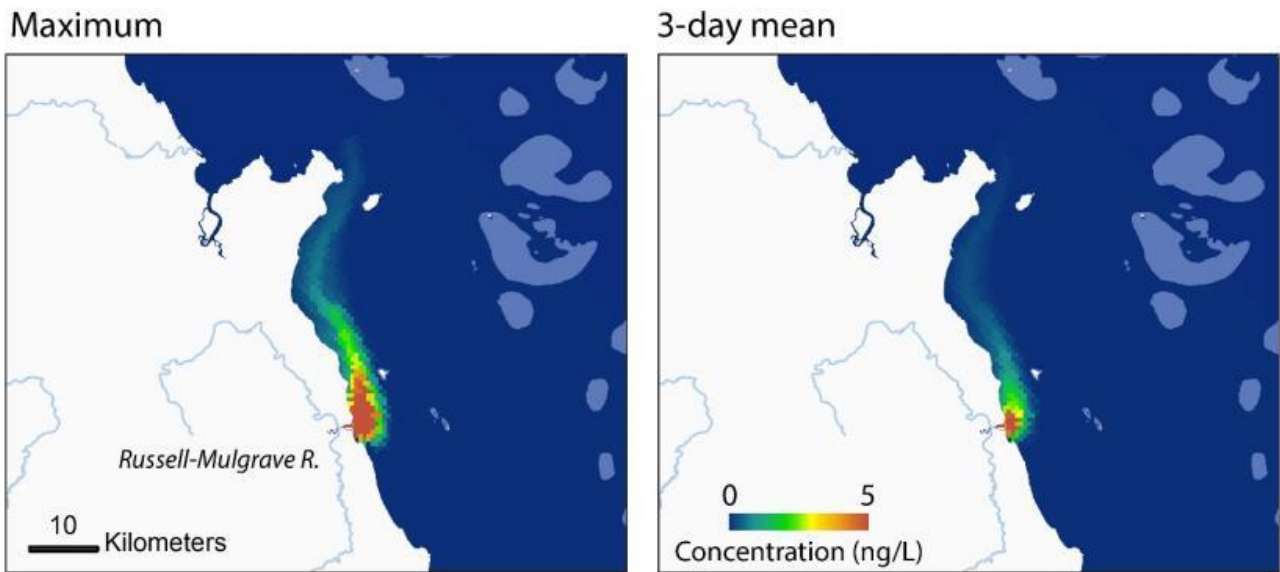 Maximum
3-day mean
Russell-Mulgrave R.
10
Kilometers
0 5
Concentration (ng/L)